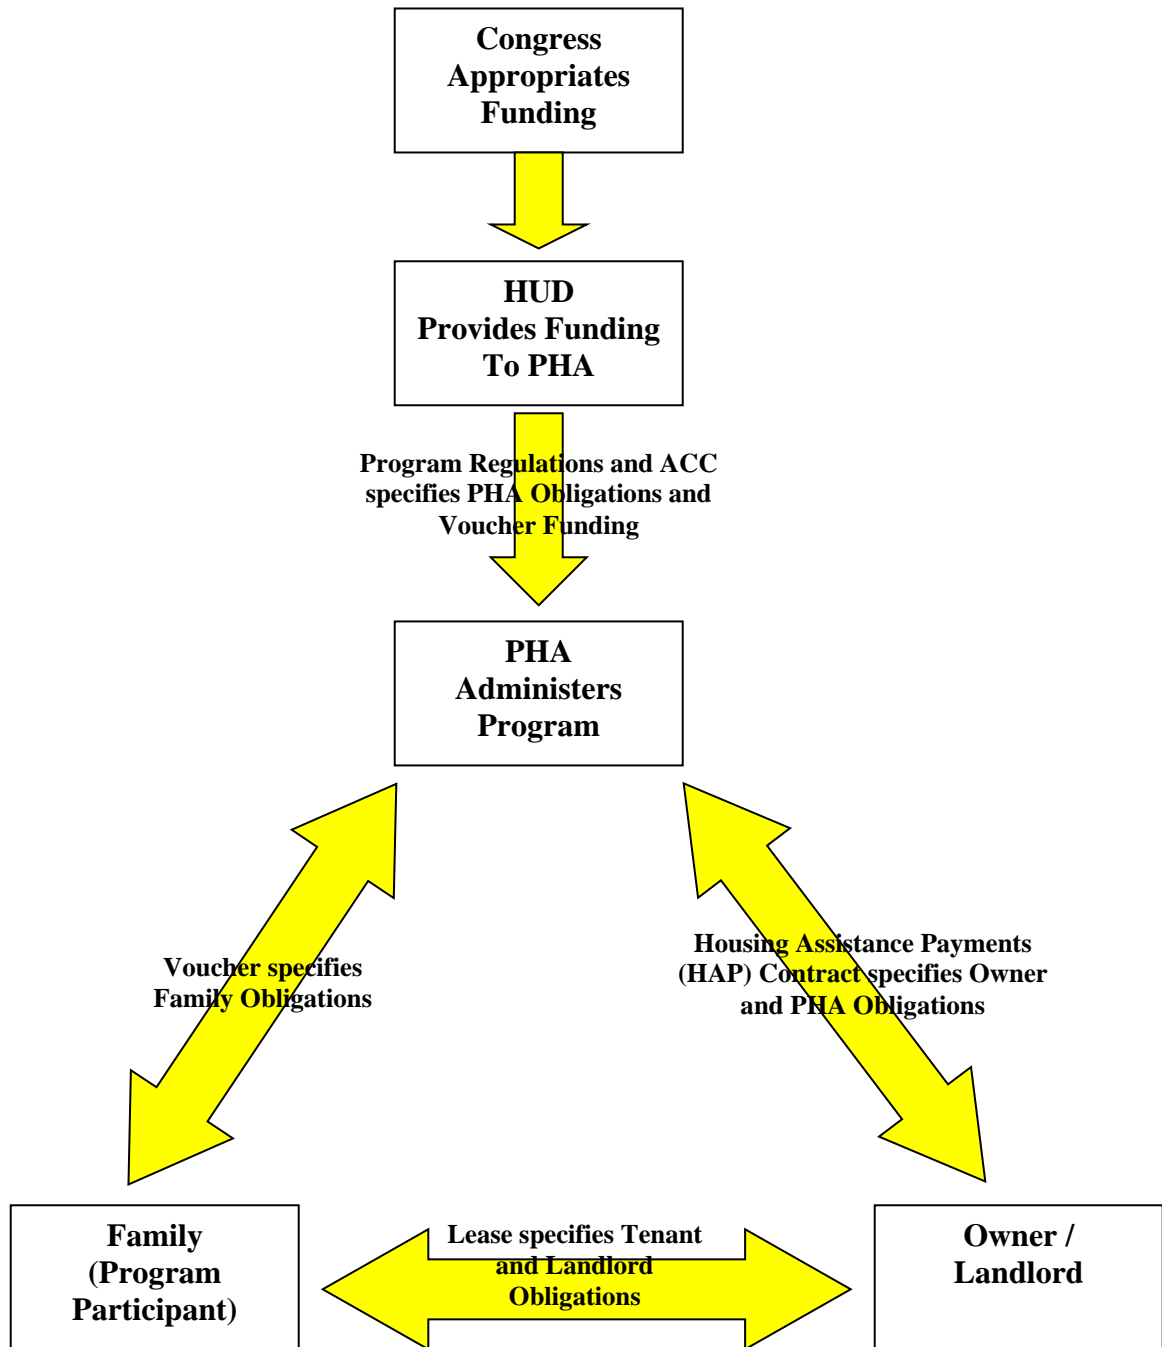 Congress
Appropriates
Funding
HUD
Provides Funding
To PHA
Program Regulations and ACC
specifies PHA Obligations and
Voucher Funding
PHA
Administers
Program
Voucher specifies
Family Obligations
Housing Assistance Payments
(HAP) Contract specifies Owner
and PHA Obligations
Family
(Program
Participant)
Lease specifies Tenant
and Landlord
Obligations
Owner /
Landlord